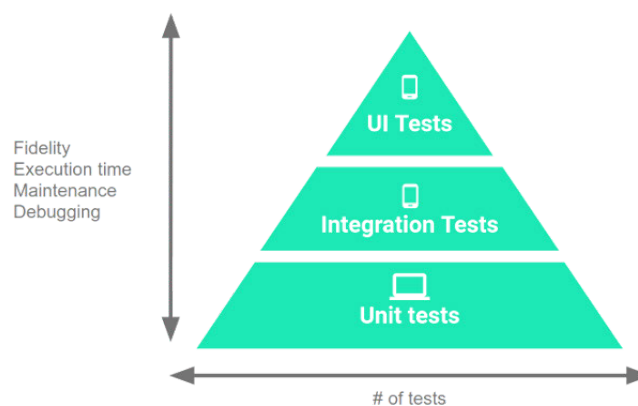 UI Tests
Fidelity
Execution time
Maintenance
Debugging
Integration Tests
Unit tests
# of tests